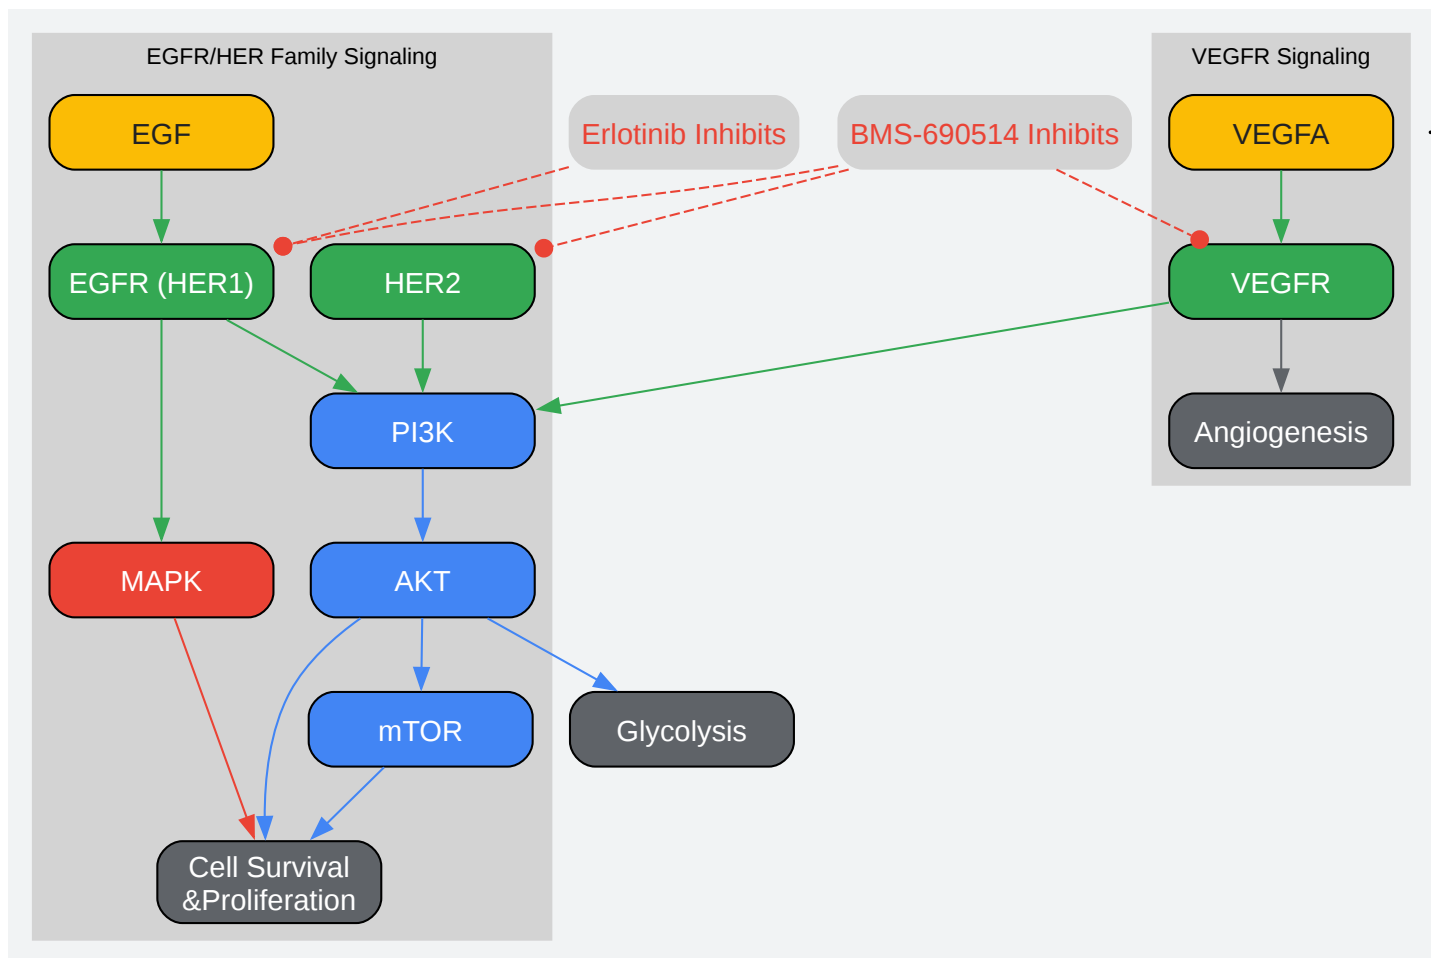 EGFR/HER Family Signaling
VEGFR Signaling
EGF
Erlotinib Inhibits
BMS-690514 Inhibits
VEGFA
EGFR (HER1)
HER2
VEGFR
PI3K
Angiogenesis
MAPK
AKT
mTOR
Glycolysis
Cell Survival
&Proliferation